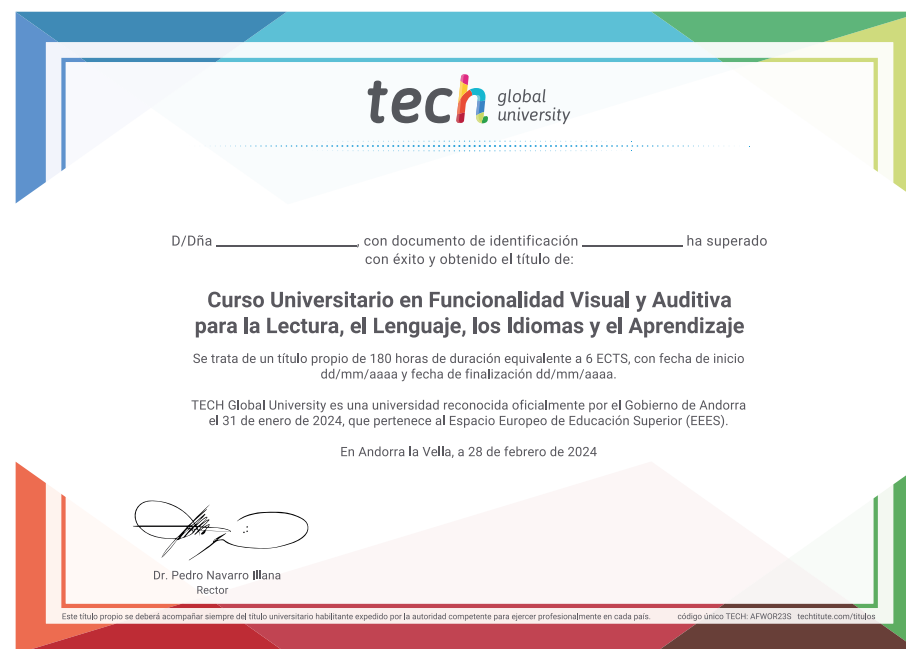 tech global
university
D/Dña ______________, con documento de identificación __________ ha superado
con éxito y obtenido el título de:
Curso Universitario en Funcionalidad Visual y Auditiva
para la Lectura, el Lenguaje, los Idiomas y el Aprendizaje
Se trata de un título propio de 180 horas de duración equivalente a 6 ECTS, con fecha de inicio
dd/mm/aaaa y fecha de finalización dd/mm/aaaa.
TECH Global University es una universidad reconocida oficialmente por el Gobierno de Andorra
el 31 de enero de 2024, que pertenece al Espacio Europeo de Educación Superior (EEES).
En Andorra la Vella, a 28 de febrero de 2024
Dr. Pedro Navarro Illana
Rector
Este título propio se deberá acompañar siempre del título universitario habilitante expedido por la autoridad competente para ejercer profesionalmente en cada país. código único TECH: AFWOR23S techtitute.com/titulos